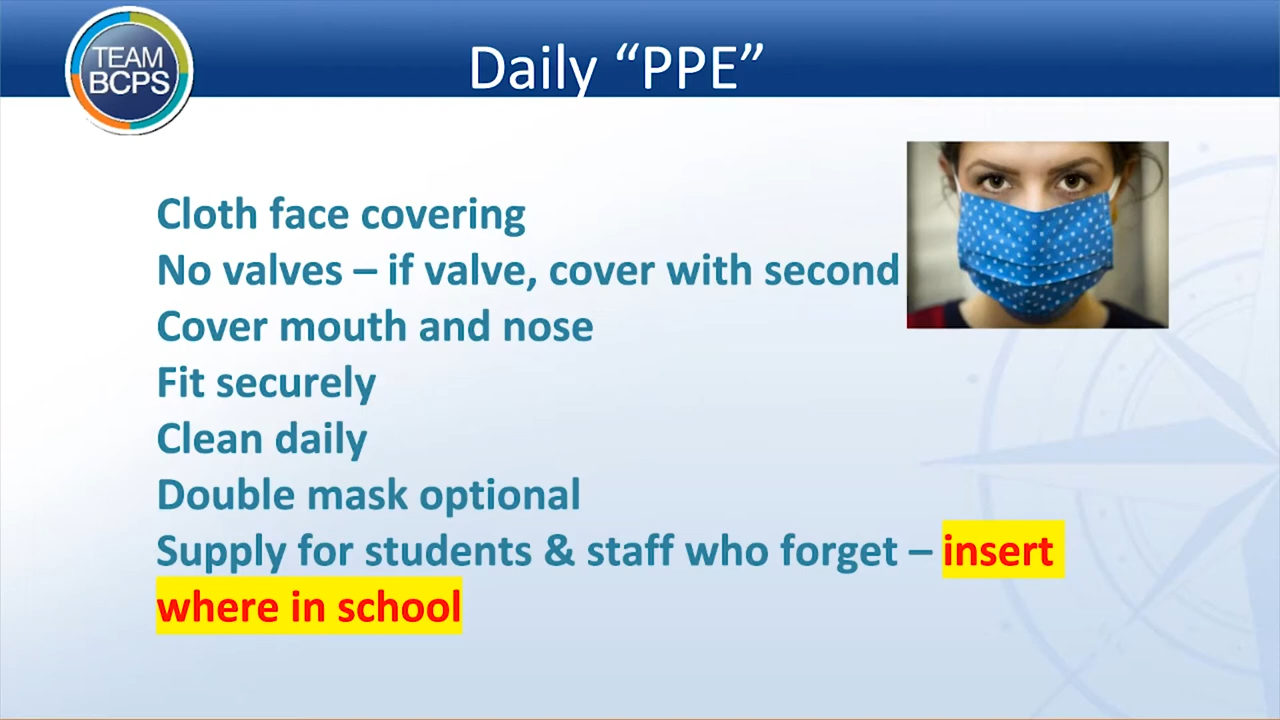 TEAM
BCPS
Daily “PPE”
Cloth face covering
No valves – if valve, cover with second
Cover mouth and nose
Fit securely
Clean daily
Double mask optional
Supply for students & staff who forget – insert
where in school